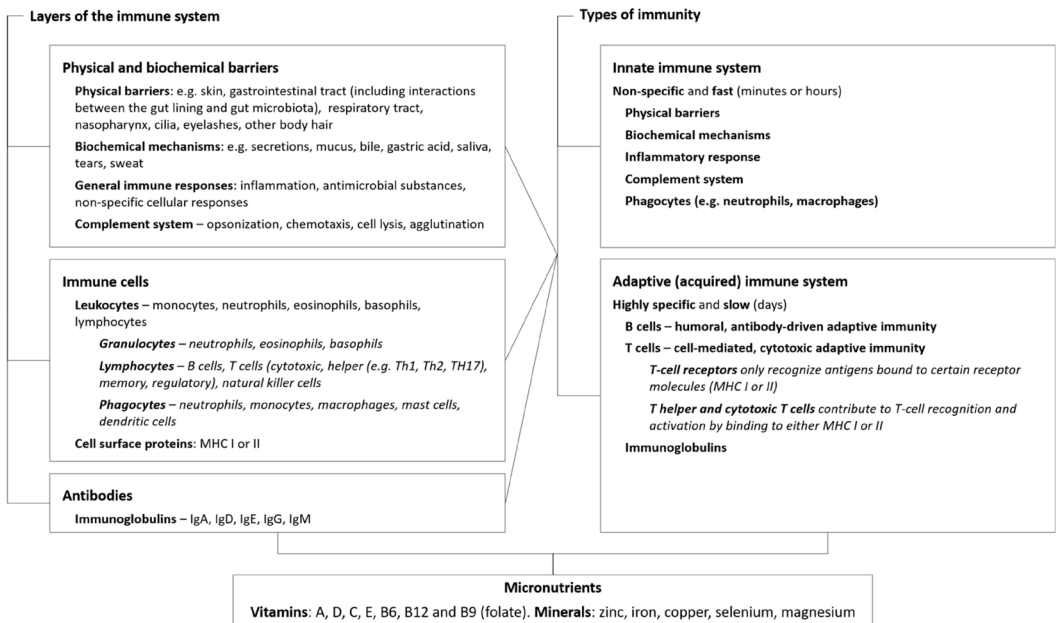 Layers of the immune system
Physical and biochemical barriers
Physical barriers: e.g. skin, gastrointestinal tract (including interactions
between the gut lining and gut microbiota), respiratory tract,
nasopharynx, cilia, eyelashes, other body hair
Biochemical mechanisms: e.g. secretions, mucus, bile, gastric acid, saliva,
tears, sweat
General immune responses: inflammation, antimicrobial substances,
non-specific cellular responses
Complement system – opsonization, chemotaxis, cell lysis, agglutination
Immune cells
Leukocytes – monocytes, neutrophils, eosinophils, basophils,
lymphocytes
Granulocytes – neutrophils, eosinophils, basophils
Lymphocytes – B cells, T cells (cytotoxic, helper (e.g. Th1, Th2, TH17),
memory, regulatory), natural killer cells
Phagocytes – neutrophils, monocytes, macrophages, mast cells,
dendritic cells
Cell surface proteins: MHC I or II
Antibodies
Immunoglobulins – IgA, IgD, IgE, IgG, IgM
Types of immunity
Innate immune system
Non-specific and fast (minutes or hours)
Physical barriers
Biochemical mechanisms
Inflammatory response
Complement system
Phagocytes (e.g. neutrophils, macrophages)
Adaptive (acquired) immune system
Highly specific and slow (days)
B cells – humoral, antibody-driven adaptive immunity
T cells – cell-mediated, cytotoxic adaptive immunity
T-cell receptors only recognize antigens bound to certain receptor
molecules (MHC I or II)
T helper and cytotoxic T cells contribute to T-cell recognition and
activation by binding to either MHC I or II
Immunoglobulins
Micronutrients
Vitamins: A, D, C, E, B6, B12 and B9 (folate). Minerals: zinc, iron, copper, selenium, magnesium